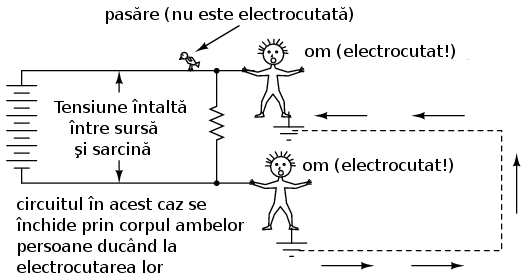 pasăre (nu este electrocutată)
om (electrocutat!)
Tensiune întaltă
între sursă
şi sarcină
om (electrocutat!)
circuitul în acest caz se
închide prin corpul ambelor
persoane ducând la
electrocutarea lor